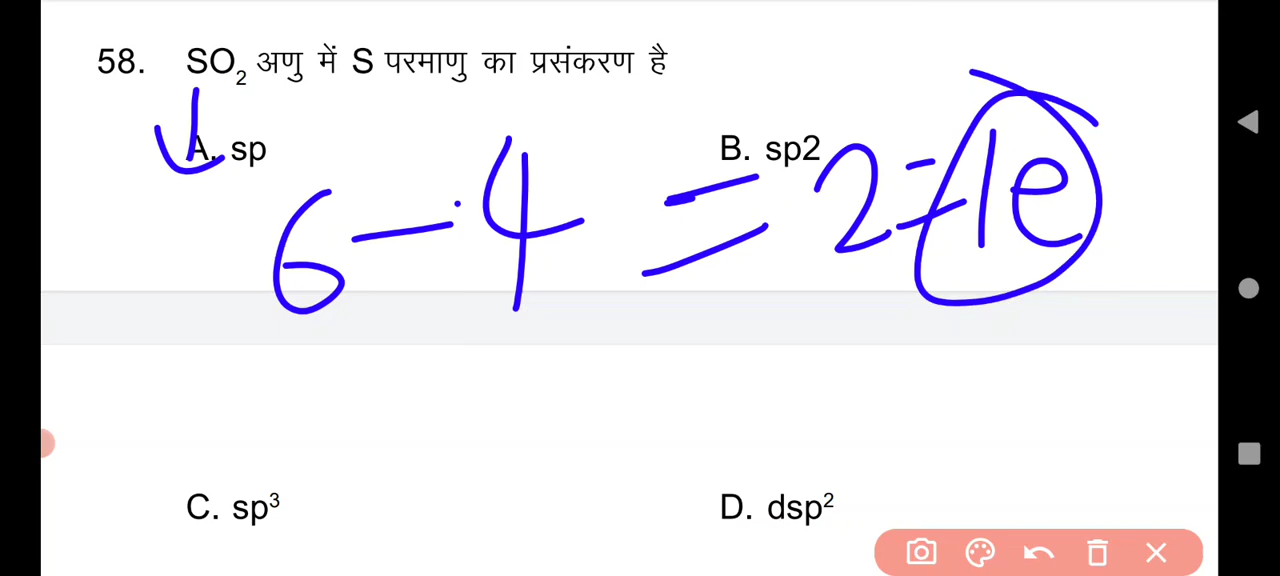 58. SO₂ अणु में S परमाणु का प्रसंकरण है
A. sp B. sp2
6 - 4 = 2 = 1e
C. sp³ D. dsp²